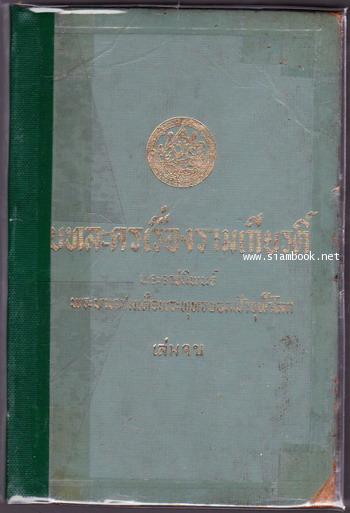 บทละครเรื่องรามเกียรติ์
พระราชนิพนธ์
พระบาทสมเด็จพระพุทธยอดฟ้าจุฬาโลก
www.siambook.net
เล่มจบ